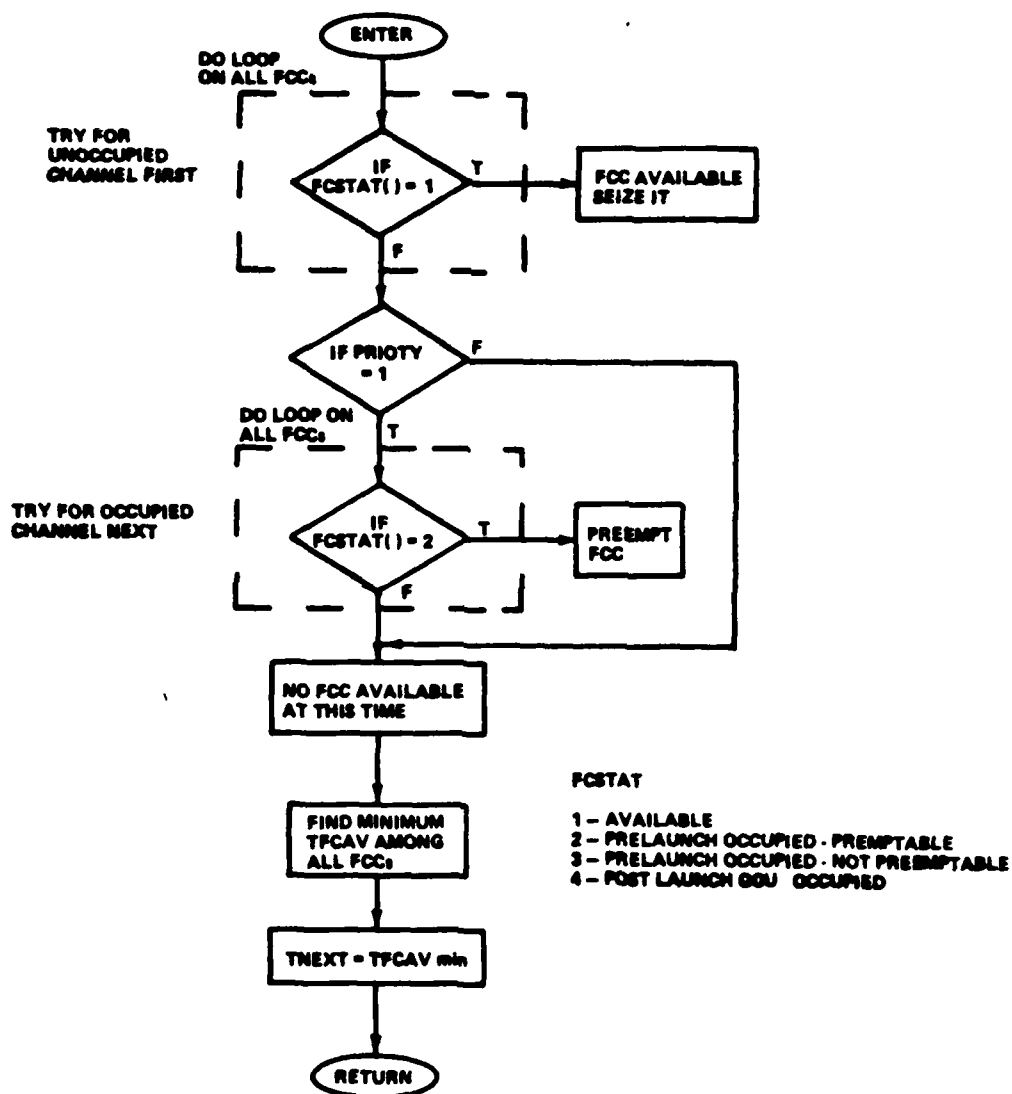 ENTER
DO LOOP
ON ALL FCCs
TRY FOR
UNOCCUPIED
CHANNEL FIRST
IF
FCSTAT( ) = 1
T
FCC AVAILABLE
SEIZE IT
F
IF PRIOTY
= 1
F
DO LOOP ON
ALL FCCs
T
TRY FOR OCCUPIED
CHANNEL NEXT
IF
FCSTAT( ) = 2
T
PREEMPT
FCC
F
NO FCC AVAILABLE
AT THIS TIME
FIND MINIMUM
TFCAV AMONG
ALL FCCs
TNEXT = TFCAV min
RETURN
FCSTAT
1 – AVAILABLE
2 – PRELAUNCH OCCUPIED - PREMPTABLE
3 – PRELAUNCH OCCUPIED - NOT PREEMPTABLE
4 – POST LAUNCH OCCUPIED